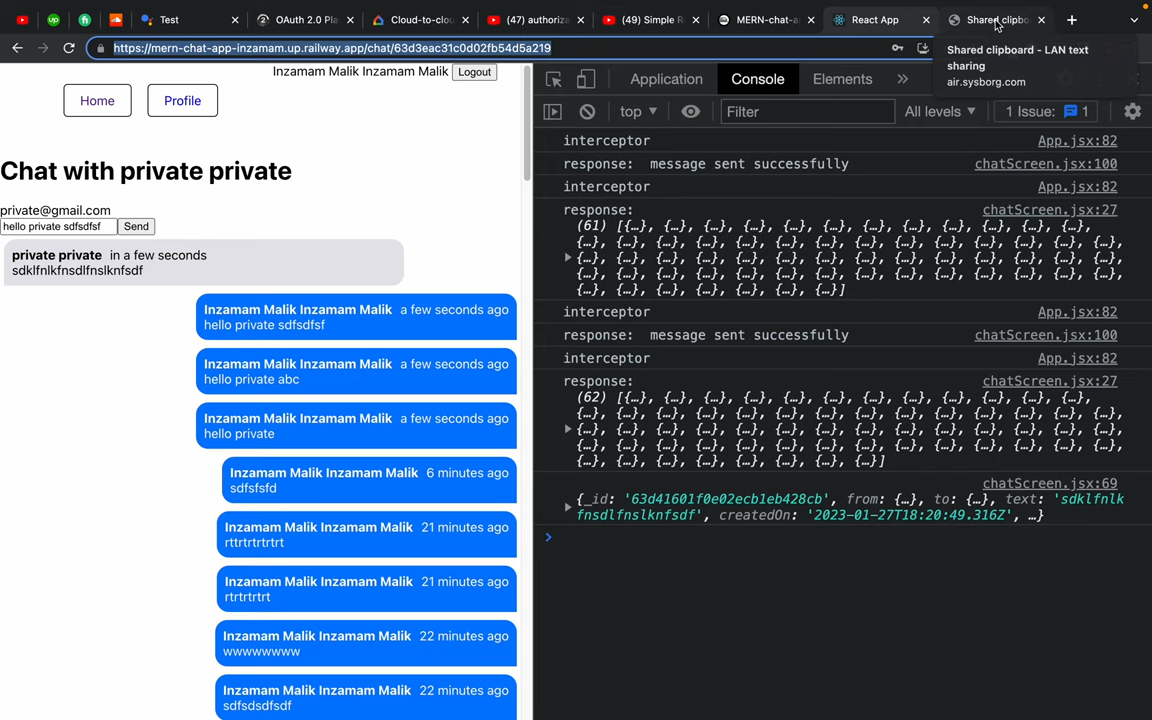 Test
OAuth 2.0 Pla
Cloud-to-clou
(47) authoriza
(49) Simple R
MERN-chat-a
React App
Shared clipbo
https://mern-chat-app-inzamam.up.railway.app/chat/63d3eac31c0d02fb54d5a219
Shared clipboard - LAN text
sharing
air.sysborg.com
Inzamam Malik Inzamam Malik Logout
Home Profile
Chat with private private
private@gmail.com
hello private sdfsdfsf Send
private private in a few seconds
sdklfnlkfnsdlfnslknfsdf
Inzamam Malik Inzamam Malik a few seconds ago
hello private sdfsdfsf
Inzamam Malik Inzamam Malik a few seconds ago
hello private abc
Inzamam Malik Inzamam Malik a few seconds ago
hello private
Inzamam Malik Inzamam Malik 6 minutes ago
sdfsfsfd
Inzamam Malik Inzamam Malik 21 minutes ago
rttrtrtrtrtrt
Inzamam Malik Inzamam Malik 21 minutes ago
rtrtrtrtrt
Inzamam Malik Inzamam Malik 22 minutes ago
wwwwwwww
Inzamam Malik Inzamam Malik 22 minutes ago
sdfsdsdfsdf
Application Console Elements
top Filter All levels 1 Issue: 1
interceptor App.jsx:82
response: message sent successfully chatScreen.jsx:100
interceptor App.jsx:82
response: chatScreen.jsx:27
(61) [{…}, {…}, {…}, {…}, {…}, {…}, {…}, {…}, {…}, {…},
{…}, {…}, {…}, {…}, {…}, {…}, {…}, {…}, {…}, {…}, {…}, {…},
{…}, {…}, {…}, {…}, {…}, {…}, {…}, {…}, {…}, {…}, {…}, {…},
{…}, {…}, {…}, {…}, {…}, {…}, {…}, {…}, {…}, {…}, {…}, {…},
{…}, {…}, {…}, {…}, {…}, {…}]
interceptor App.jsx:82
response: message sent successfully chatScreen.jsx:100
interceptor App.jsx:82
response: chatScreen.jsx:27
(62) [{…}, {…}, {…}, {…}, {…}, {…}, {…}, {…}, {…}, {…},
{…}, {…}, {…}, {…}, {…}, {…}, {…}, {…}, {…}, {…}, {…}, {…},
{…}, {…}, {…}, {…}, {…}, {…}, {…}, {…}, {…}, {…}, {…}, {…},
{…}, {…}, {…}, {…}, {…}, {…}, {…}, {…}, {…}, {…}, {…}, {…},
{…}, {…}, {…}, {…}, {…}, {…}, {…}]
chatScreen.jsx:69
{_id: '63d41601f0e02ecb1eb428cb', from: {…}, to: {…}, text: 'sdklfnlk
fnsdlfnslknfsdf', createdOn: '2023-01-27T18:20:49.316Z', …}